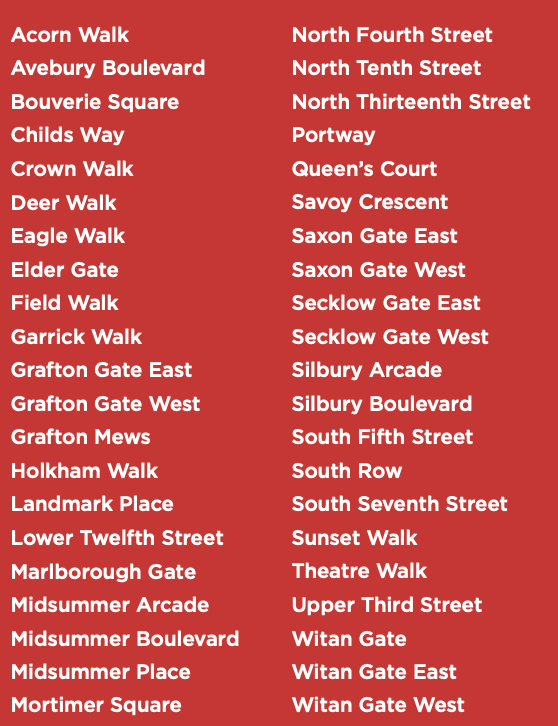 Acorn Walk
Avebury Boulevard
Bouverie Square
Childs Way
Crown Walk
Deer Walk
Eagle Walk
Elder Gate
Field Walk
Garrick Walk
Grafton Gate East
Grafton Gate West
Grafton Mews
Holkham Walk
Landmark Place
Lower Twelfth Street
Marlborough Gate
Midsummer Arcade
Midsummer Boulevard
Midsummer Place
Mortimer Square
North Fourth Street
North Tenth Street
North Thirteenth Street
Portway
Queen’s Court
Savoy Crescent
Saxon Gate East
Saxon Gate West
Secklow Gate East
Secklow Gate West
Silbury Arcade
Silbury Boulevard
South Fifth Street
South Row
South Seventh Street
Sunset Walk
Theatre Walk
Upper Third Street
Witan Gate
Witan Gate East
Witan Gate West